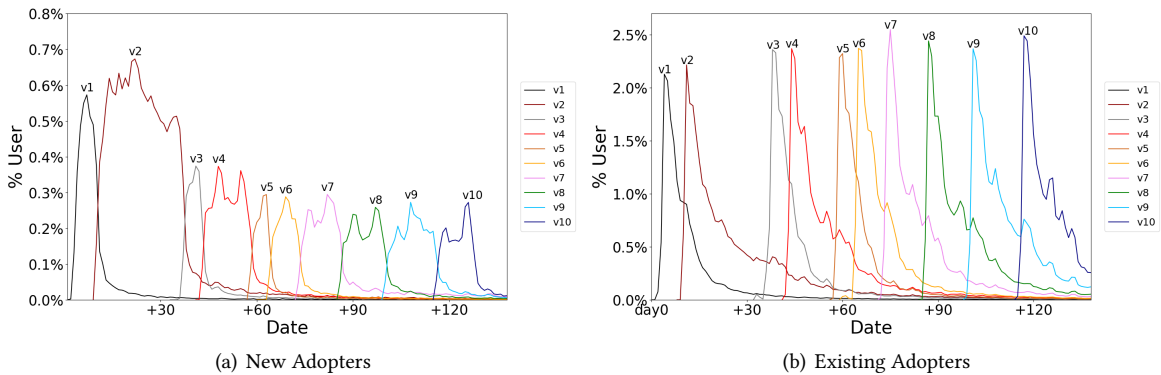 0.8%
0.7%
0.6%
0.5%
0.4%
0.3%
0.2%
0.1%
0.0%
% User
v1
v2
v3
v4
v5
v6
v7
v8
v9
v10
+30
+60
+90
+120
Date
v1
v2
v3
v4
v5
v6
v7
v8
v9
v10
(a) New Adopters
2.5%
2.0%
1.5%
1.0%
0.5%
0.0%
% User
v1
v2
v3
v4
v5
v6
v7
v8
v9
v10
day0
+30
+60
+90
+120
Date
v1
v2
v3
v4
v5
v6
v7
v8
v9
v10
(b) Existing Adopters